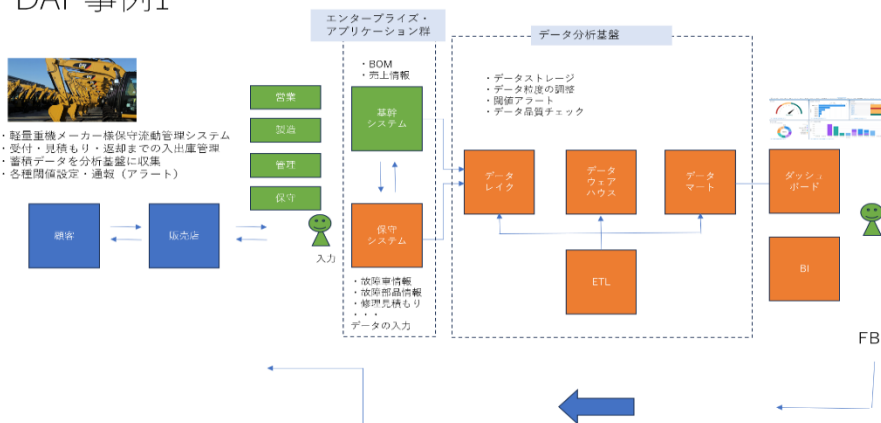 DAP 事例1
エンタープライズ・
アプリケーション群
データ分析基盤
・BOM
・売上情報
・データストレージ
・データ粒度の調整
・閾値アラート
・データ品質チェック
・軽量重機メーカー様保守流動管理システム
・受付・見積もり・返却までの入出庫管理
・蓄積データを分析基盤に収集
・各種閾値設定・通報（アラート）
営業
製造
管理
保守
基幹
システム
データ
レイク
データ
ウェア
ハウス
データ
マート
ダッシュ
ボード
顧客
販売店
入力
保守
システム
ETL
BI
・故障車情報
・故障部品情報
・修理見積もり
・・・
データの入力
FB